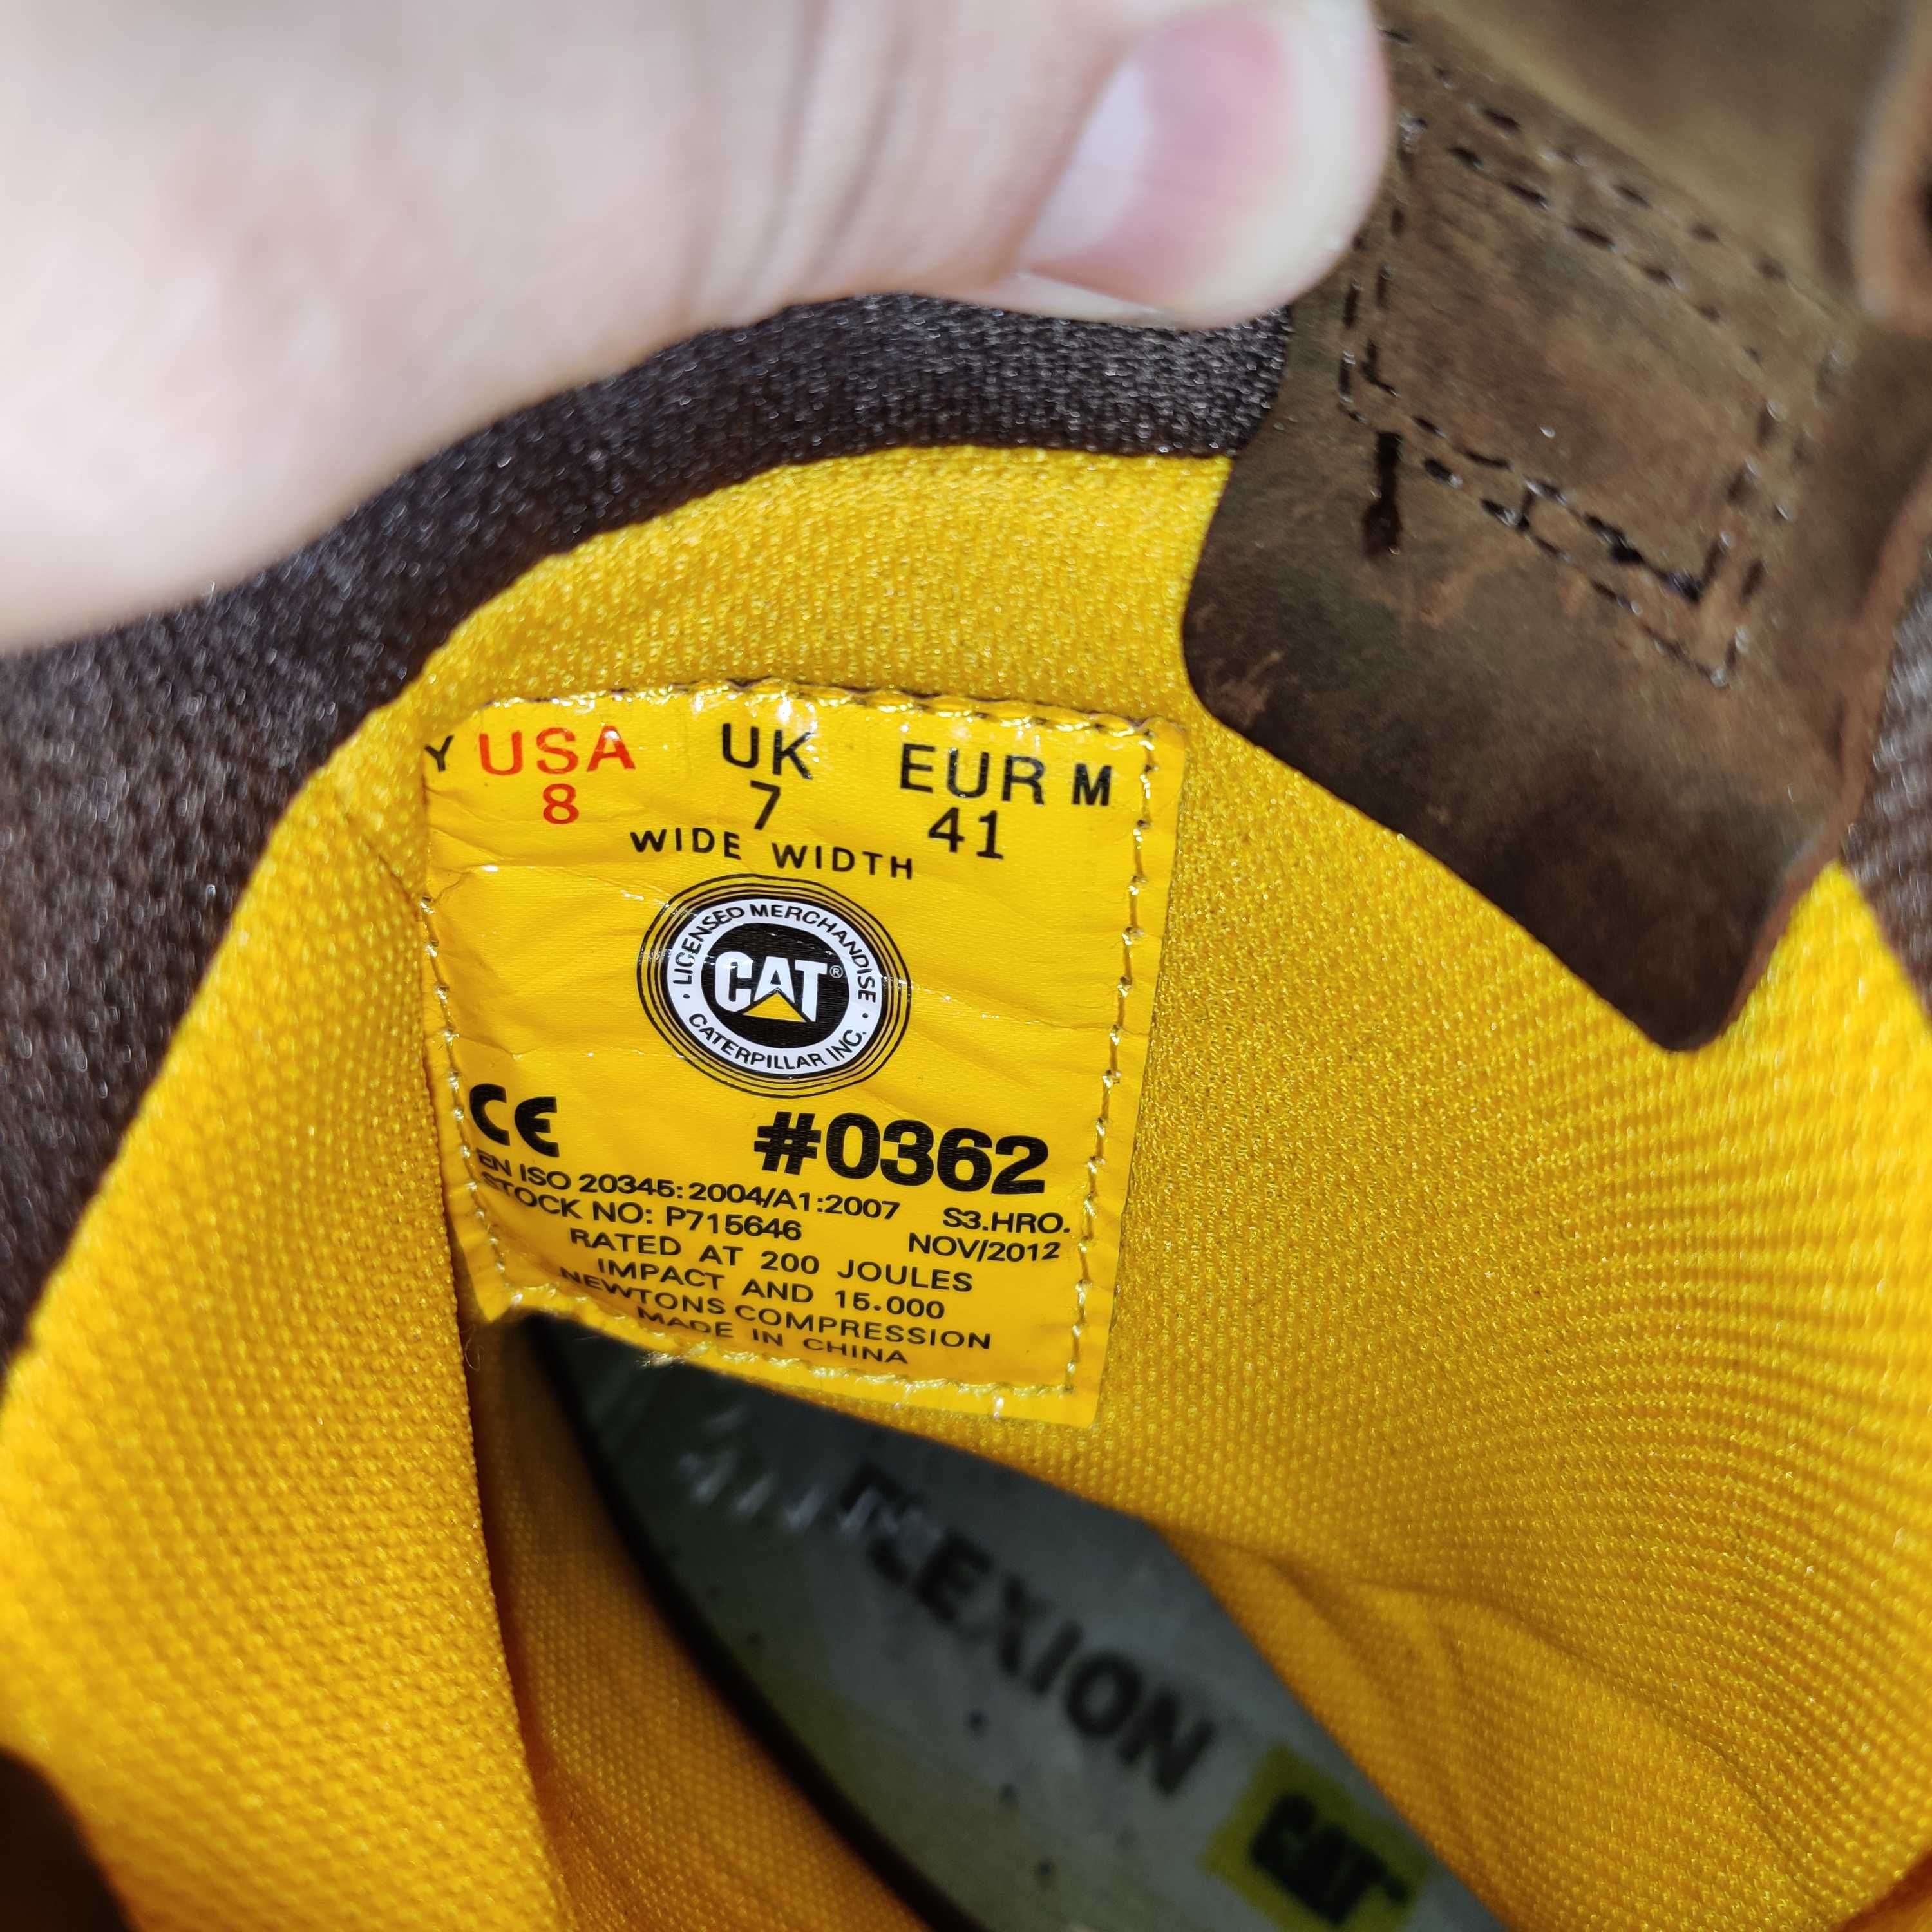 Y USA UK EUR M
8 7 41
WIDE WIDTH
· LICENSED MERCHANDISE ·
CAT®
CATERPILLAR INC.
CE #0362
EN ISO 20345:2004/A1:2007 S3.HRO.
STOCK NO: P715646 NOV/2012
RATED AT 200 JOULES
IMPACT AND 15.000
NEWTONS COMPRESSION
MADE IN CHINA
FLEXION
CAT